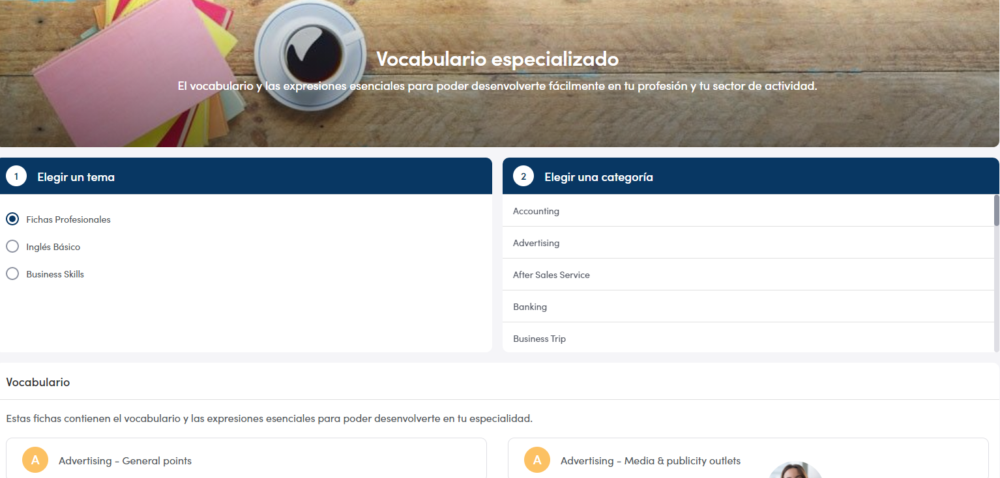 Vocabulario especializado
El vocabulario y las expresiones esenciales para poder desenvolverte fácilmente en tu profesión y tu sector de actividad.
1 Elegir un tema
Fichas Profesionales
Inglés Básico
Business Skills
2 Elegir una categoría
Accounting
Advertising
After Sales Service
Banking
Business Trip
Vocabulario
Estas fichas contienen el vocabulario y las expresiones esenciales para poder desenvolverte en tu especialidad.
A Advertising - General points
A Advertising - Media & publicity outlets